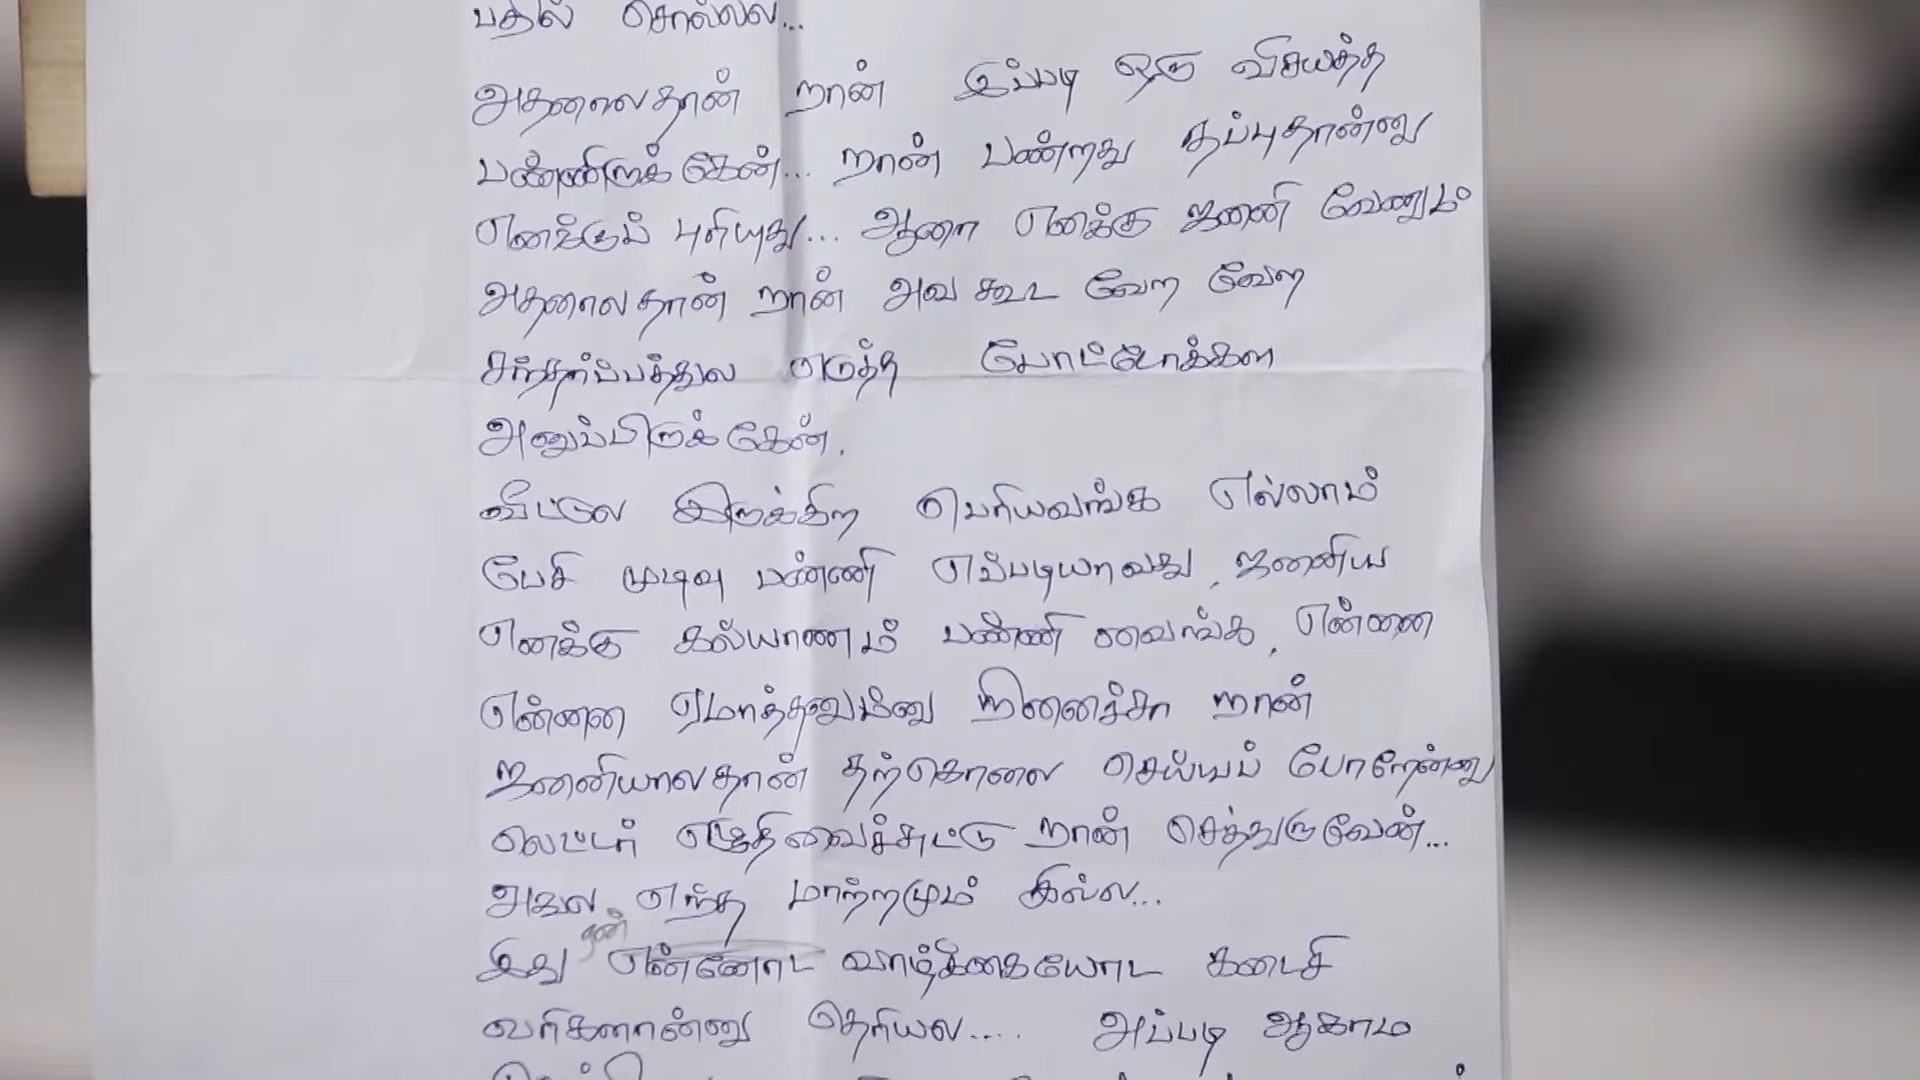 பதில் சொல்லல...
அதனாலதான் நான் இப்படி ஒரு விசயத்த
பண்ணிருக்கேன்... நான் பண்றது தப்புதான்னு
எனக்கும் புரியுது... ஆனா எனக்கு ஜனனி வேணும்
அதனாலதான் நான் அவ கூட வேற வேற
சந்தர்ப்பத்துல எடுத்த போட்டோக்கள
அனுப்பிருக்கேன்.
வீட்ல இருக்கிற பெரியவங்க எல்லாம்
பேசி முடிவு பண்ணி எப்படியாவது, ஜனனிய
எனக்கு கல்யாணம் பண்ணி வைங்க, என்னை
என்னை ஏமாத்தனும்னு நினைச்சா நான்
ஜனனியாலதான் தற்கொலை செய்யப் போறேன்னு
லெட்டர் எழுதிவைச்சுட்டு நான் செத்துருவேன்...
அதுல எந்த மாற்றமும் இல்ல...
இது தான் என்னோட வாழ்க்கையோட கடைசி
வரிகளான்னு தெரியல.... அப்படி ஆகாம